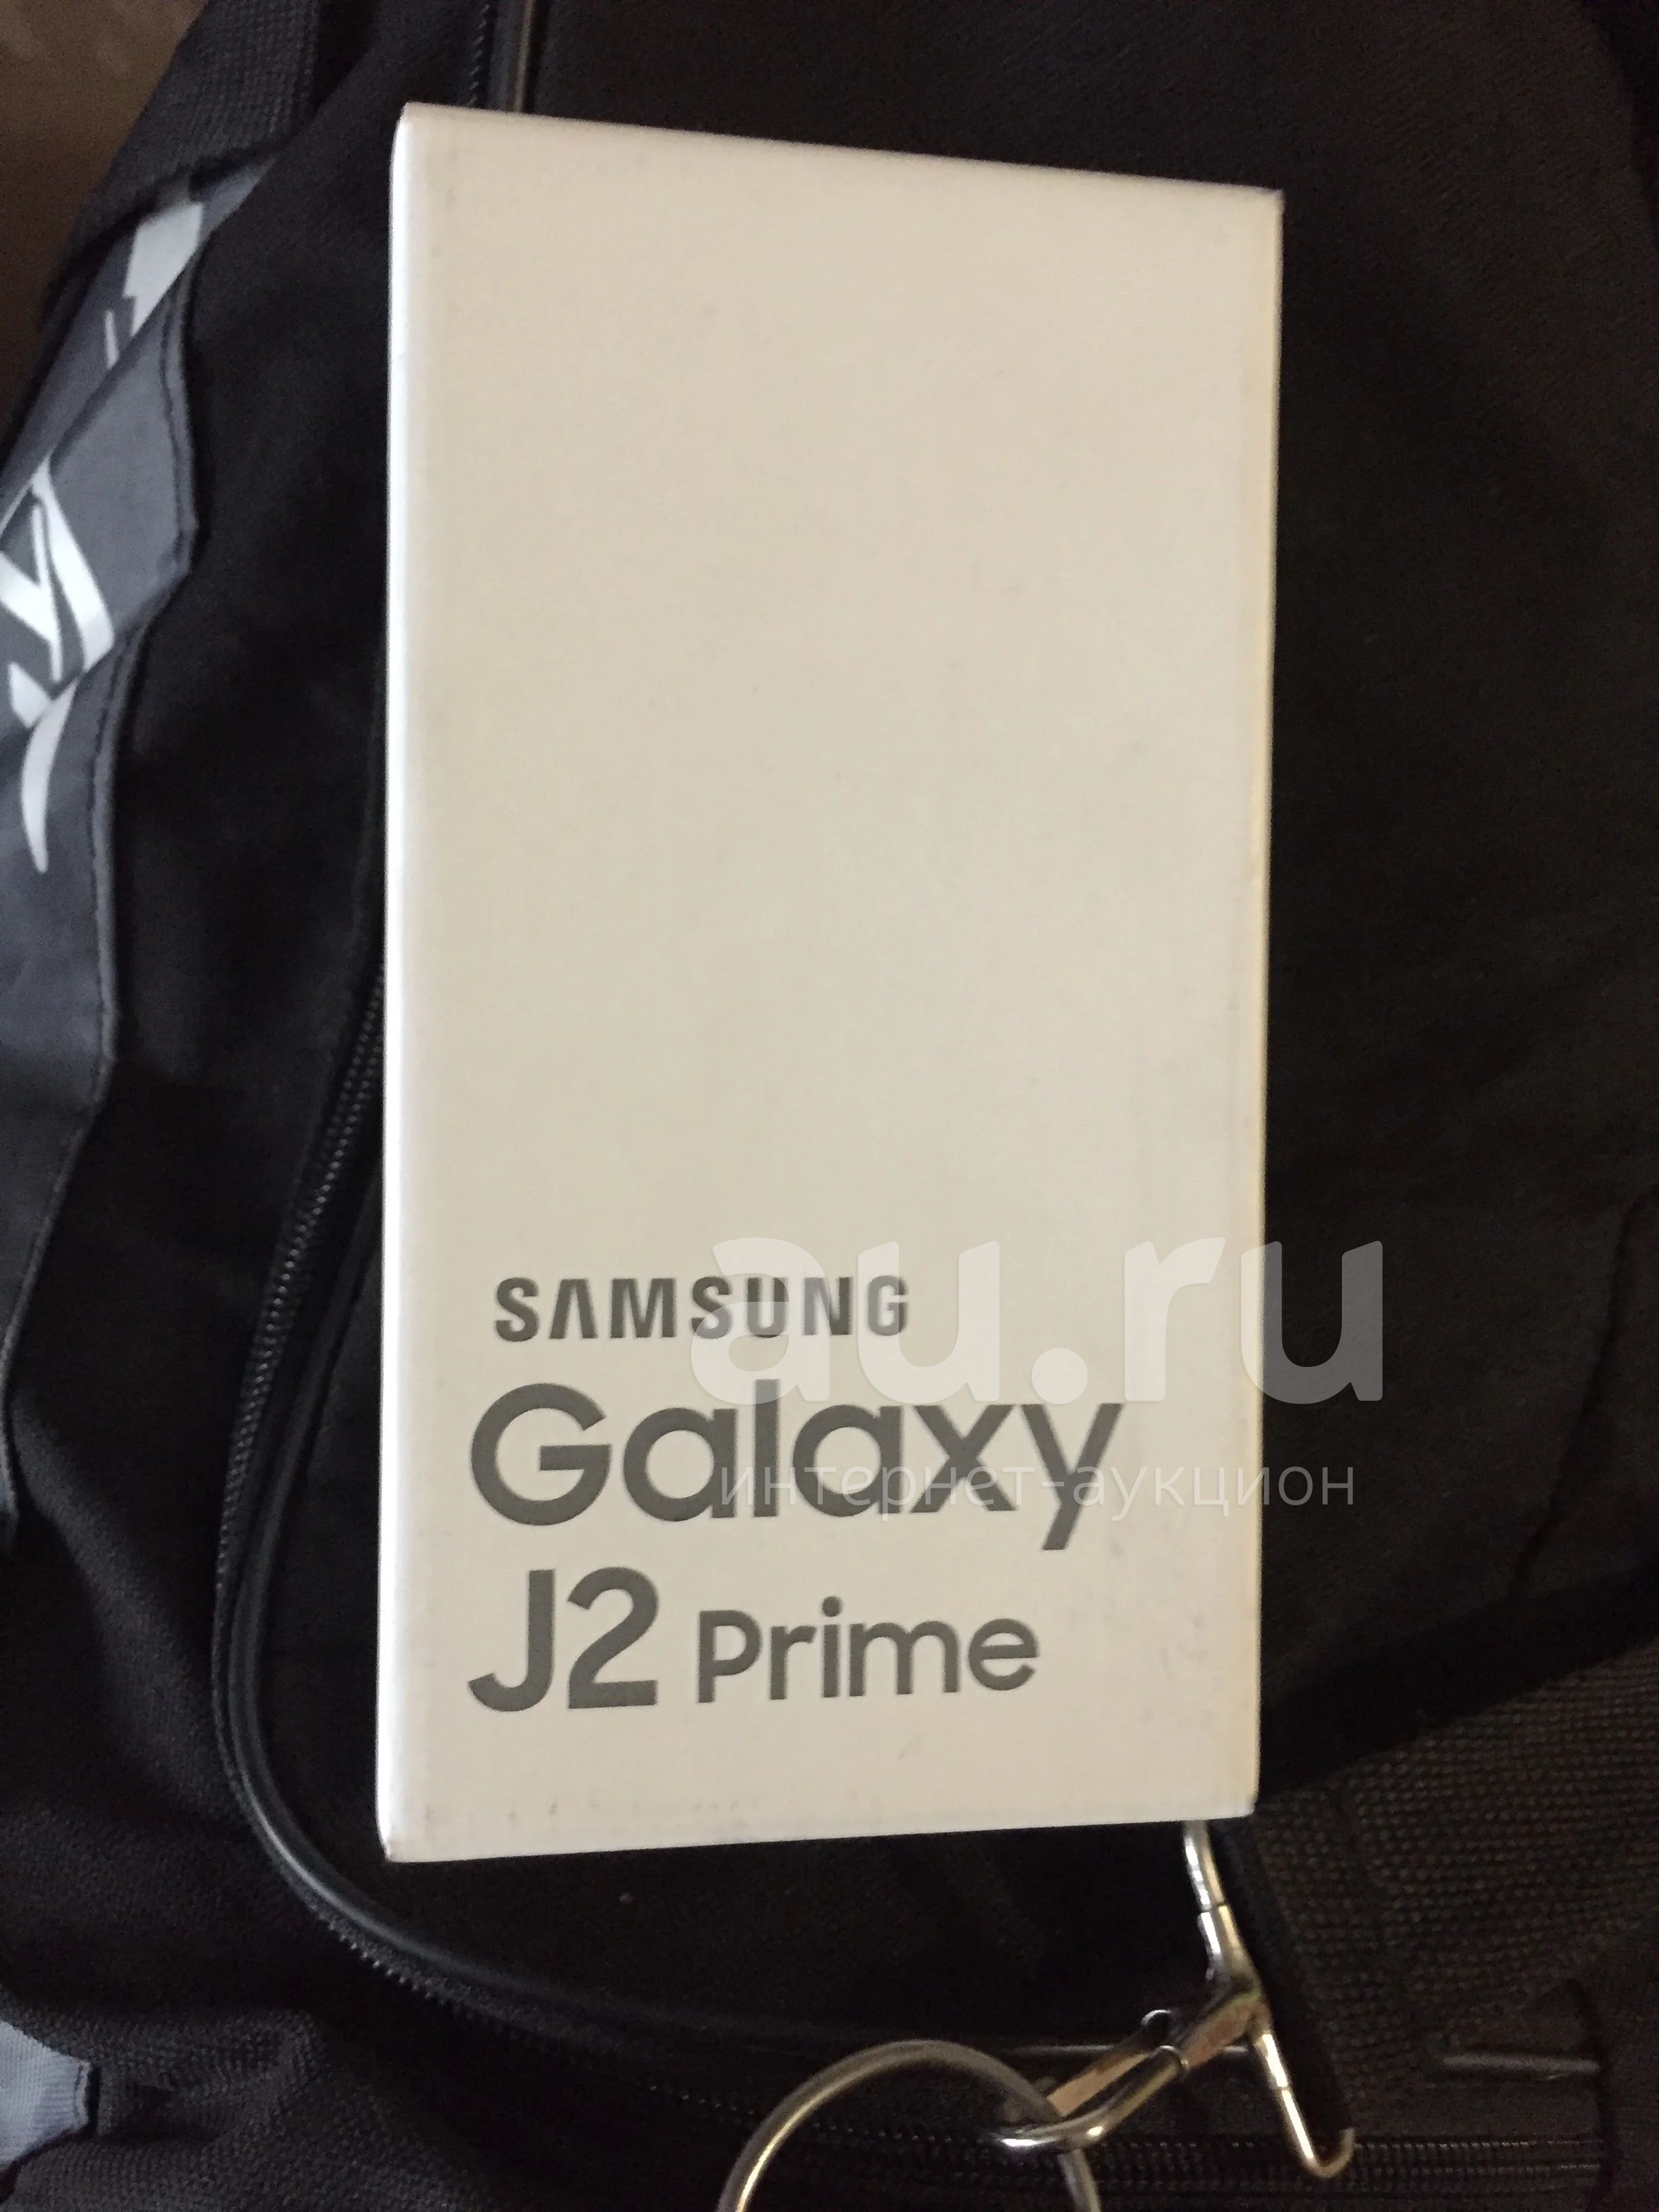 SAMSUNG
Galaxy
J2 Prime
au.ru
интернет-аукцион